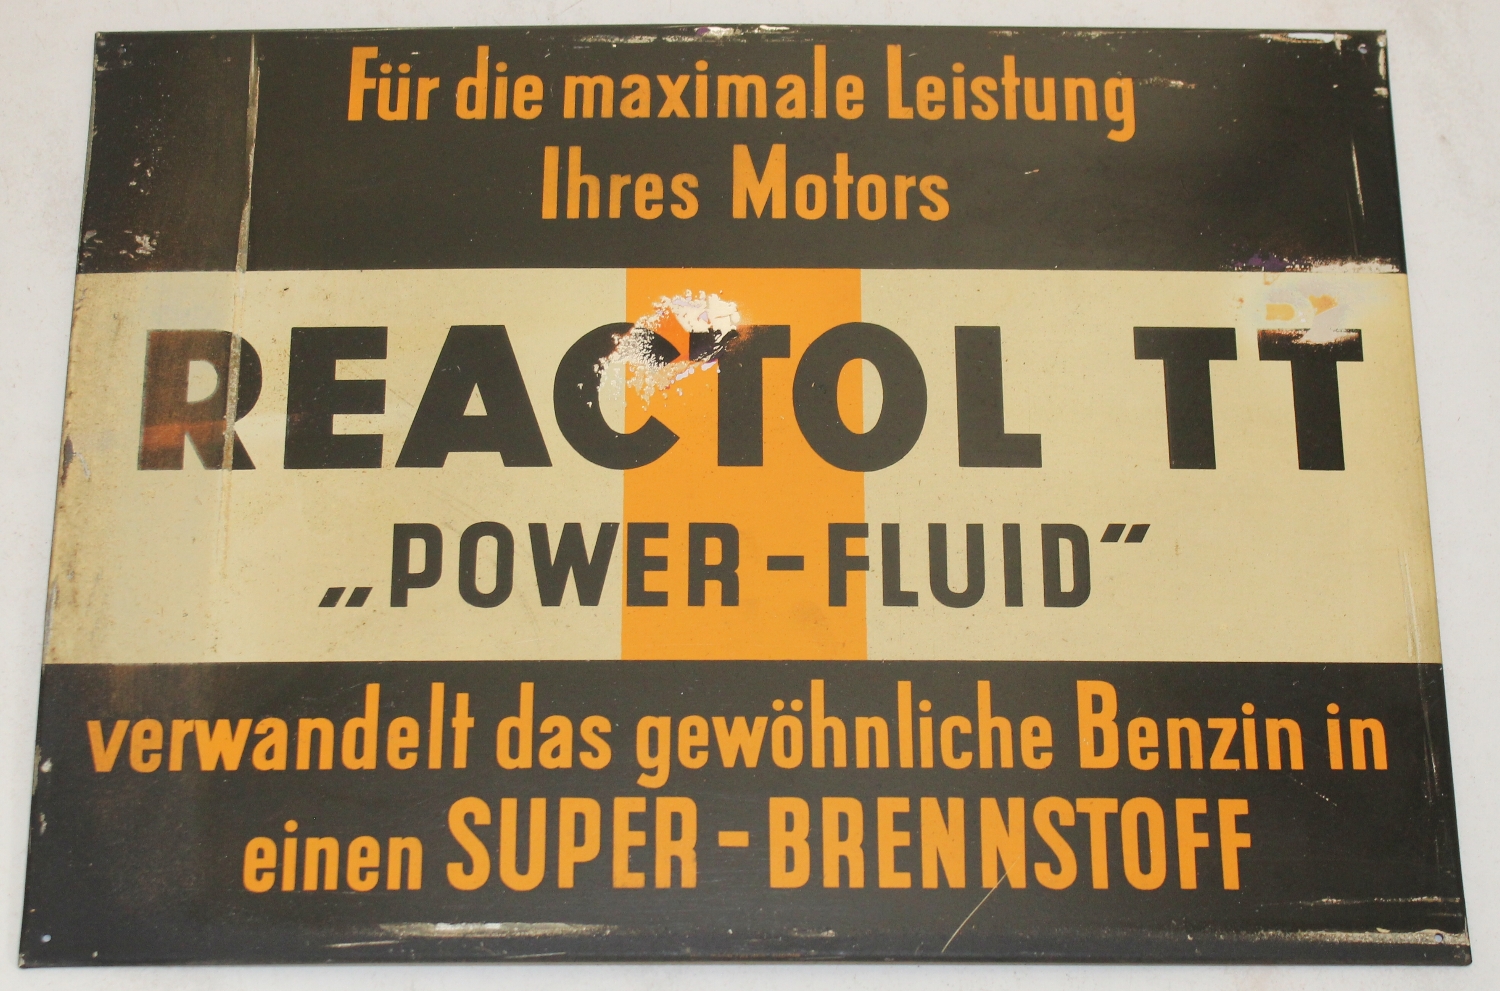 Für die maximale Leistung
Ihres Motors
REACTOL TT
„POWER-FLUID”
verwandelt das gewöhnliche Benzin in
einen SUPER-BRENNSTOFF